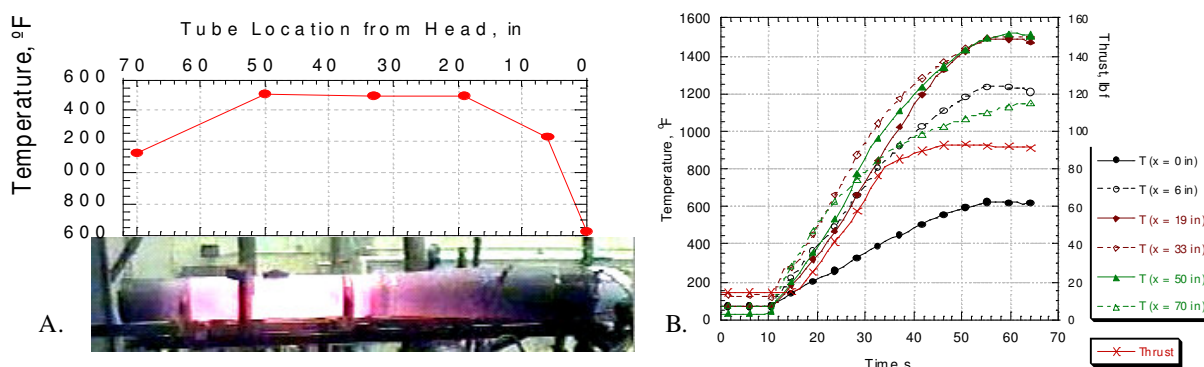 Tube Location from Head, in
70 60 50 40 30 20 10 0
Temperature, ºF
600
400
200
000
800
600
A.
1600
1400
1200
1000
800
600
400
200
0
Temperature, ºF
0 10 20 30 40 50 60 70
Time, s
160
140
120
100
80
60
40
20
0
Thrust, lbf
T (x = 0 in)
T (x = 6 in)
T (x = 19 in)
T (x = 33 in)
T (x = 50 in)
T (x = 70 in)
Thrust
B.